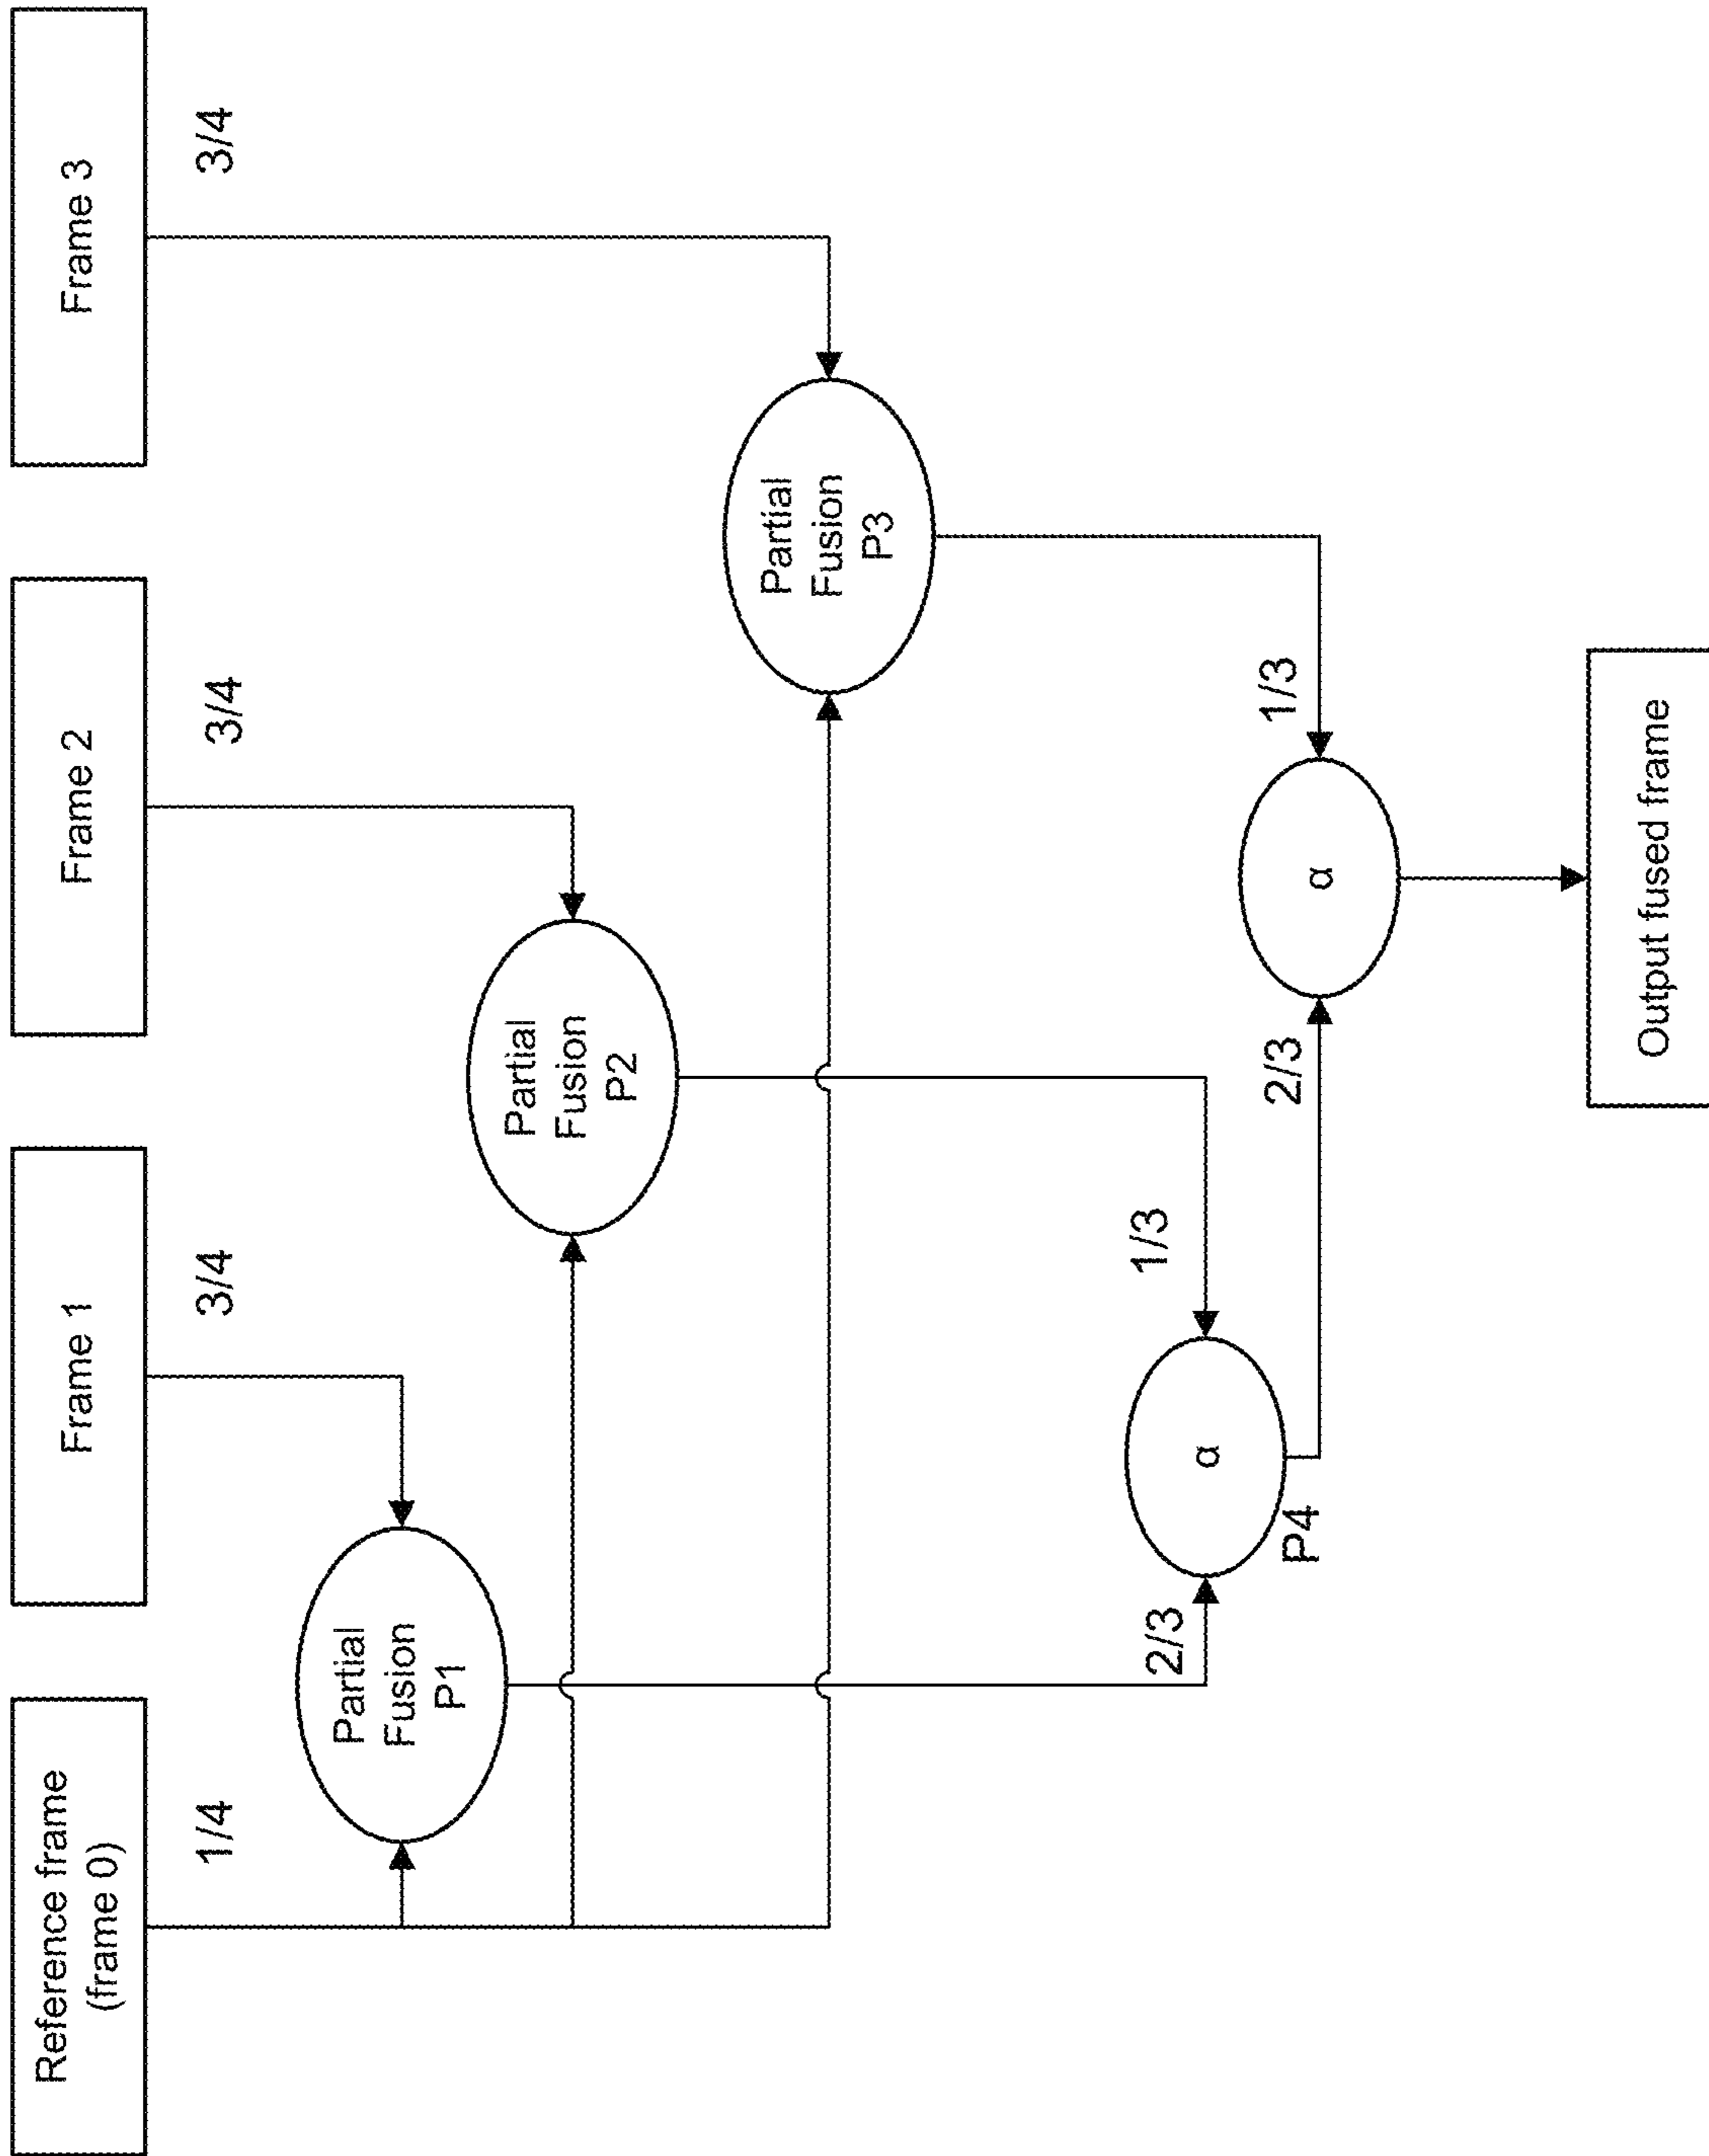 Reference frame
(frame 0)
Frame 1
Frame 2
Frame 3
1/4
3/4
3/4
3/4
Partial
Fusion
P1
Partial
Fusion
P2
Partial
Fusion
P3
2/3
1/3
α
P4
2/3
1/3
α
Output fused frame